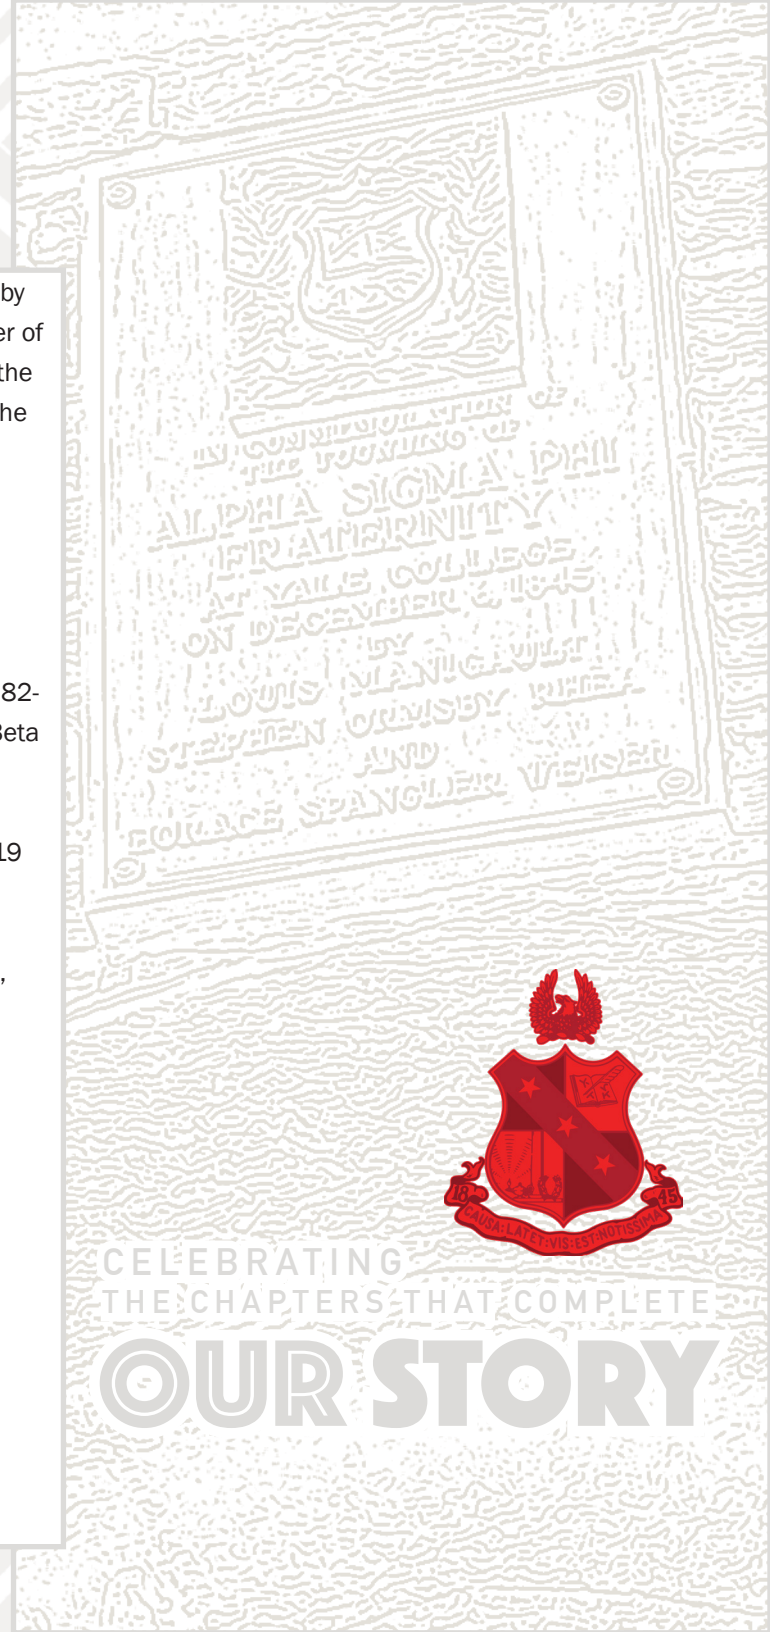 by
er of
the
he
82-
Beta
19
,
IN COMMEMORATION OF
THE FOUNDING OF
ALPHA SIGMA PHI
FRATERNITY
AT YALE COLLEGE
ON DECEMBER 6, 1845
BY
LOUIS MANIGAULT
STEPHEN ORMSBY RHEA
AND
HORACE SPANGLER WEISER
18 45
CAUSA:LATET:VIS:EST:NOTISSIMA
CELEBRATING
THE CHAPTERS THAT COMPLETE
OUR STORY